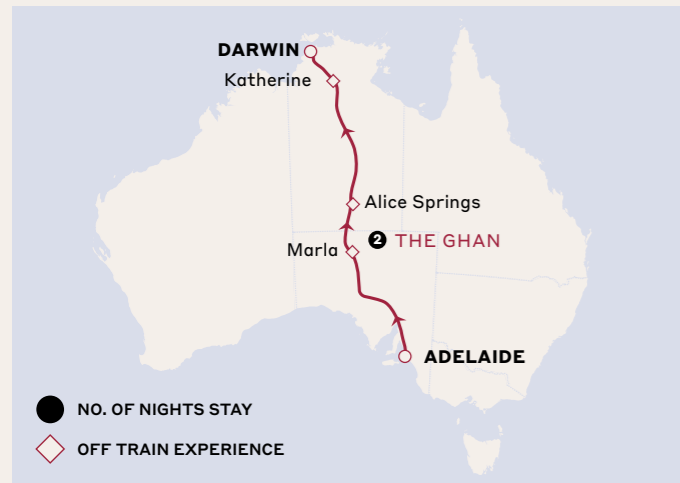 DARWIN
Katherine
Alice Springs
2 THE GHAN
Marla
ADELAIDE
NO. OF NIGHTS STAY
OFF TRAIN EXPERIENCE